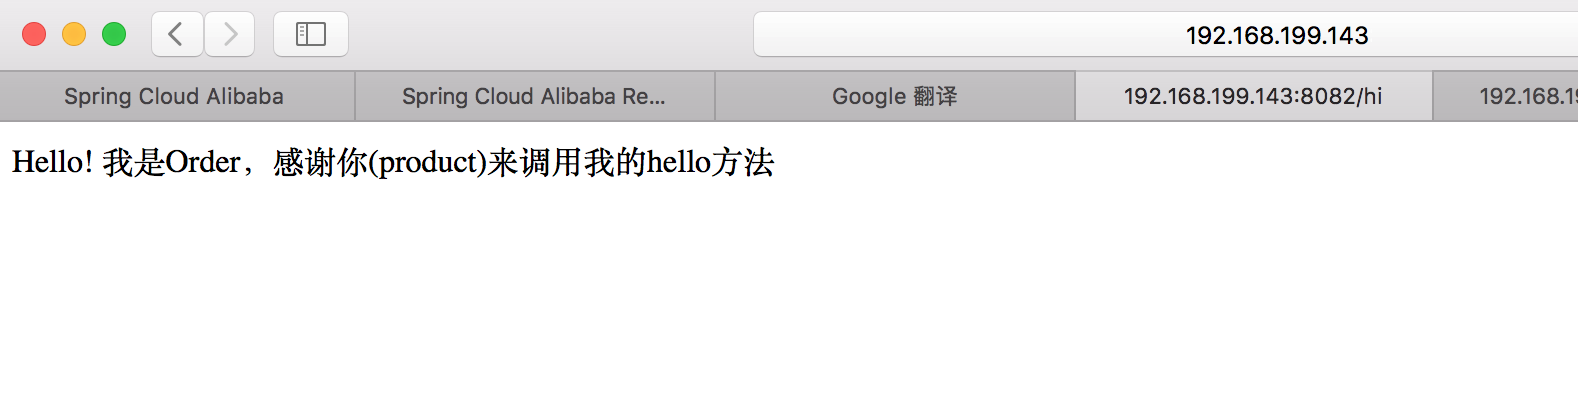 192.168.199.143
Spring Cloud Alibaba
Spring Cloud Alibaba Re...
Google 翻译
192.168.199.143:8082/hi
192.168.19
Hello! 我是Order，感谢你(product)来调用我的hello方法